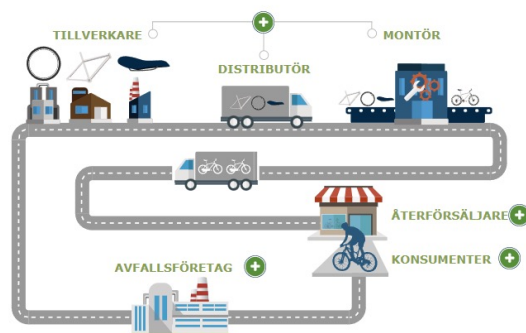 TILLVERKARE
MONTÖR
DISTRIBUTÖR
ÅTERFÖRSÄLJARE
KONSUMENTER
AVFALLSFÖRETAG